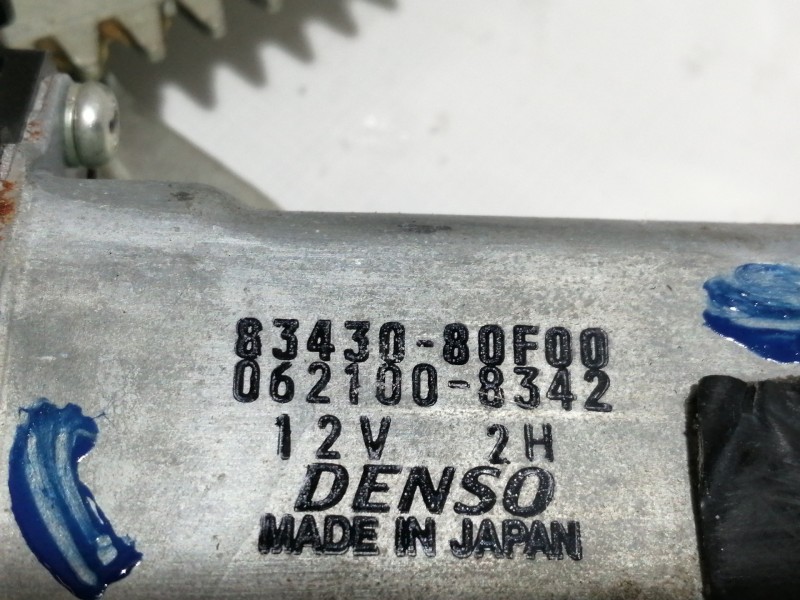 83430-80F00
062100-8342
12V 2H
DENSO
MADE IN JAPAN